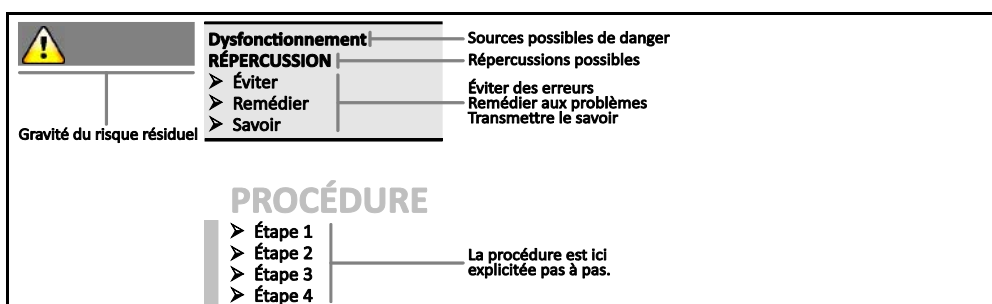 Dysfonctionnement
RÉPERCUSSION
➤ Éviter
➤ Remédier
➤ Savoir
Gravité du risque résiduel
Sources possibles de danger
Répercussions possibles
Éviter des erreurs
Remédier aux problèmes
Transmettre le savoir
PROCÉDURE
➤ Étape 1
➤ Étape 2
➤ Étape 3
➤ Étape 4
La procédure est ici
explicitée pas à pas.